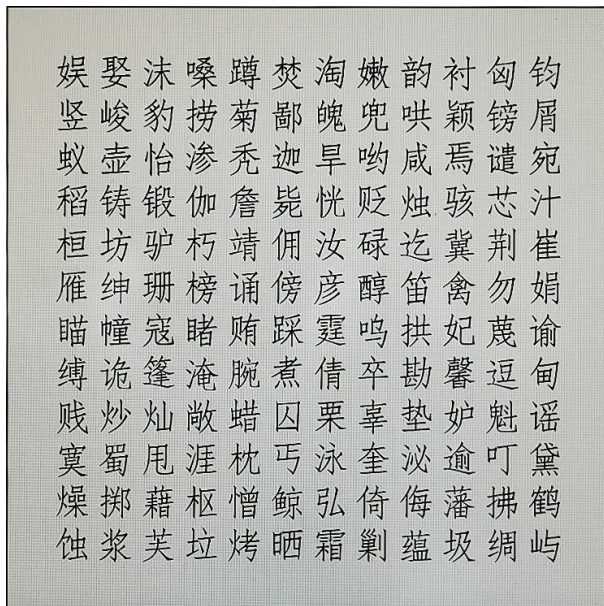 娱娶沫嗓蹲焚淘嫩韵衬匈钧
竖峻豹捞菊鄙魄兜哄颖镑屑
蚁壶怡渗秃迦旱哟咸焉谴宛
稻铸锻伽詹毙恍贬烛骇芯汁
桓坊驴朽靖佣汝碌迄冀荆崔
雁绅珊榜诵傍彦醇笛禽勿娟
瞄幢寇睹贿踩霆呜拱妃蔑谕
缚诡篷淹腕煮倩卒勘馨逗甸
贱炒灿敞蜡囚栗辜垫妒魁谣
寞蜀甩涯枕丐泳奎泌逾叮黛
燥掷藉枢憎鲸弘倚侮藩拂鹤
蚀浆芙垃烤晒霜剿蕴圾绸屿